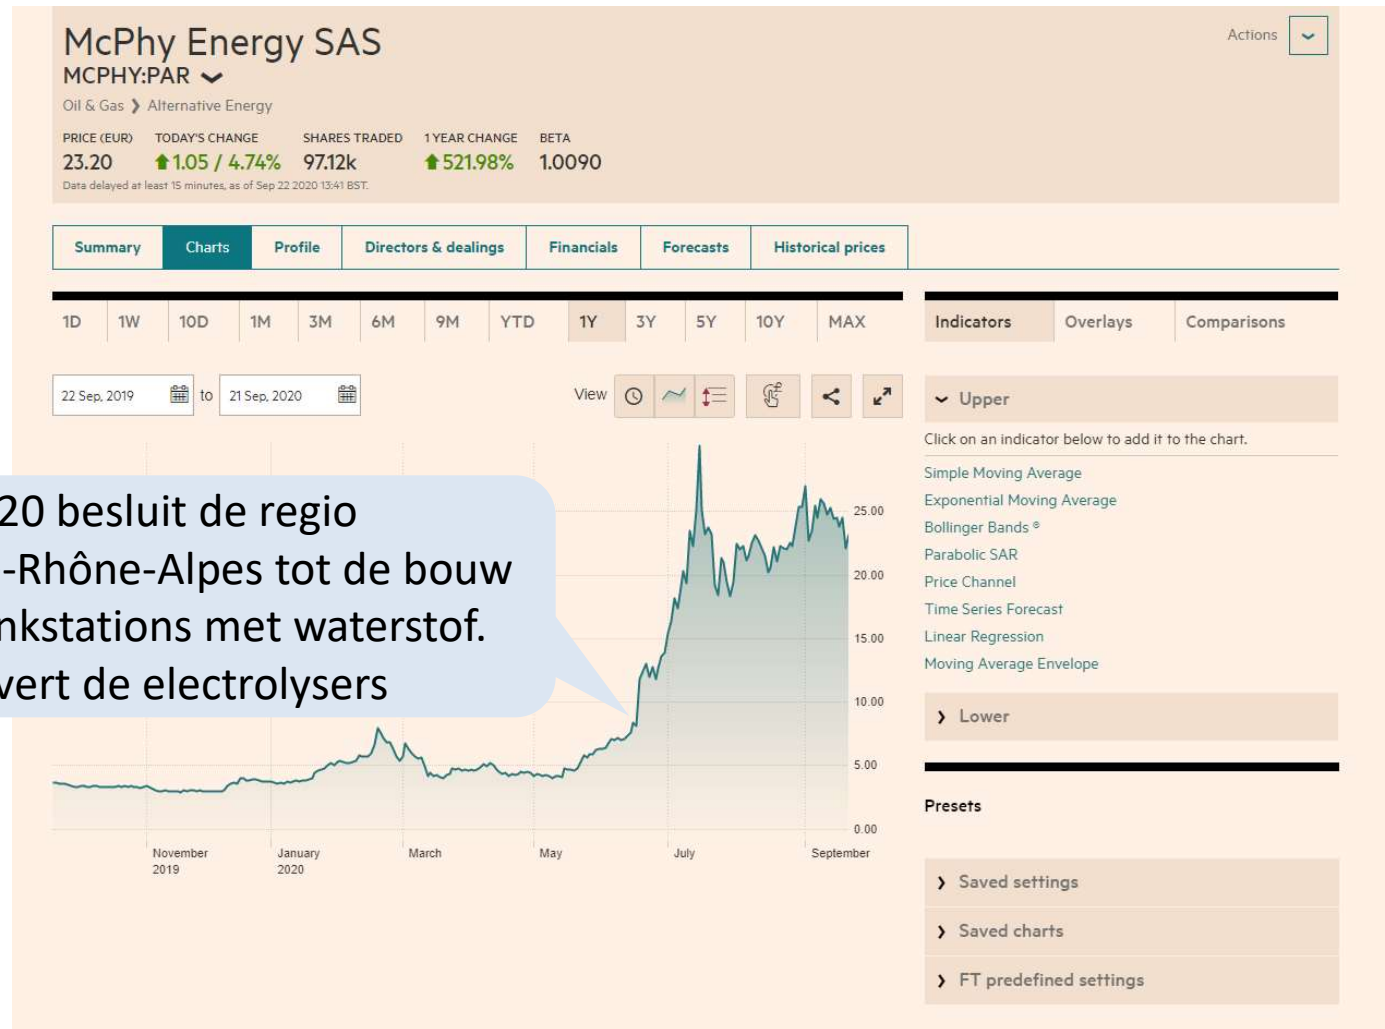 McPhy Energy SAS
MCPHY:PAR
Oil & Gas ❯ Alternative Energy
Actions
PRICE (EUR) TODAY'S CHANGE SHARES TRADED 1 YEAR CHANGE BETA
23.20 1.05 / 4.74% 97.12k 521.98% 1.0090
Data delayed at least 15 minutes, as of Sep 22 2020 13:41 BST.
Summary Charts Profile Directors & dealings Financials Forecasts Historical prices
1D 1W 10D 1M 3M 6M 9M YTD 1Y 3Y 5Y 10Y MAX
22 Sep, 2019 to 21 Sep, 2020 View
20 besluit de regio
-Rhône-Alpes tot de bouw
nkstations met waterstof.
vert de electrolysers
25.00
20.00
15.00
10.00
5.00
0.00
November
2019
January
2020
March
May
July
September
Indicators Overlays Comparisons
Upper
Click on an indicator below to add it to the chart.
Simple Moving Average
Exponential Moving Average
Bollinger Bands ®
Parabolic SAR
Price Channel
Time Series Forecast
Linear Regression
Moving Average Envelope
Lower
Presets
Saved settings
Saved charts
FT predefined settings